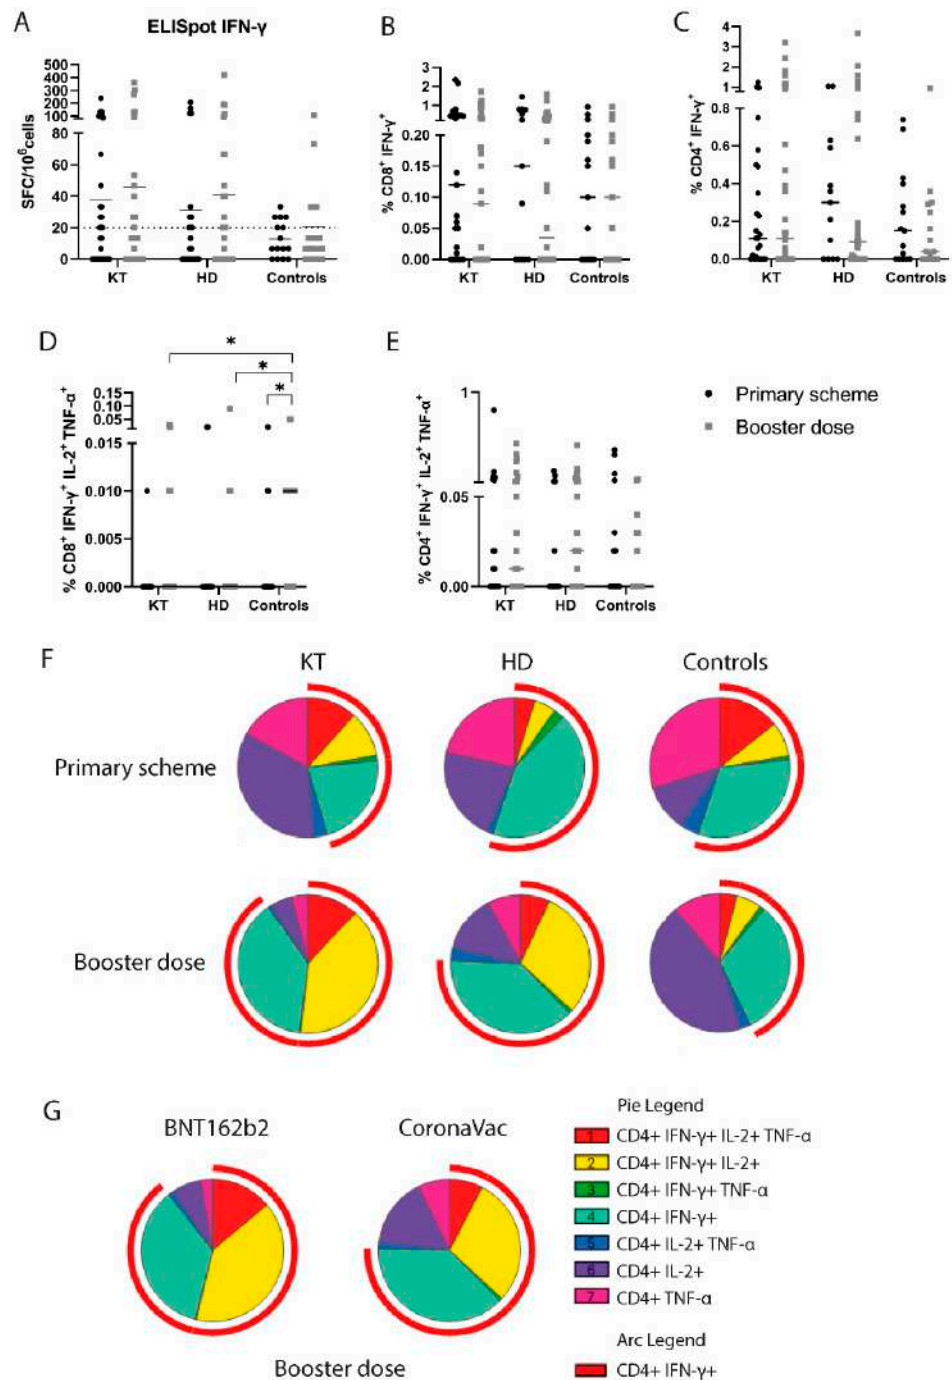 A
ELISpot IFN-γ
SFC/10⁶cells
500
400
300
200
100
80
60
40
20
0
KT HD Controls
B
% CD8⁺ IFN-γ⁺
3
2
1
0.20
0.15
0.10
0.05
0.00
KT HD Controls
C
% CD4⁺ IFN-γ⁺
4
3
2
1
0.8
0.6
0.4
0.2
0.0
KT HD Controls
D
* * *
% CD8⁺ IFN-γ⁺ IL-2⁺ TNF-α⁺
0.15
0.10
0.05
0.015
0.010
0.005
0.000
KT HD Controls
E
% CD4⁺ IFN-γ⁺ IL-2⁺ TNF-α⁺
1
0.05
0.00
KT HD Controls
Primary scheme
Booster dose
F
KT HD Controls
Primary scheme
Booster dose
G
BNT162b2 CoronaVac
Booster dose
Pie Legend
1 CD4+ IFN-γ+ IL-2+ TNF-α
2 CD4+ IFN-γ+ IL-2+
3 CD4+ IFN-γ+ TNF-α
4 CD4+ IFN-γ+
5 CD4+ IL-2+ TNF-α
6 CD4+ IL-2+
7 CD4+ TNF-α
Arc Legend
CD4+ IFN-γ+